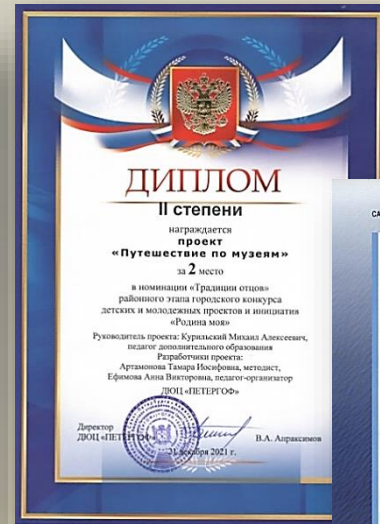 ДИПЛОМ
II степени
награждается
проект
«Путешествие по музеям»
за 2 место
в номинации «Традиции отцов»
районного этапа городского конкурса
детских и молодежных проектов и инициатив
«Родина моя»
Руководитель проекта: Курильский Михаил Алексеевич,
педагог дополнительного образования
Разработчики проекта:
Артамонова Тамара Иосифовна, методист,
Ефимова Анна Викторовна, педагог-организатор
ДЮЦ «ПЕТЕРГОФ»
Директор
ДЮЦ «ПЕТЕРГОФ» В.А. Апраксимов
21 декабря 2021 г.
СА